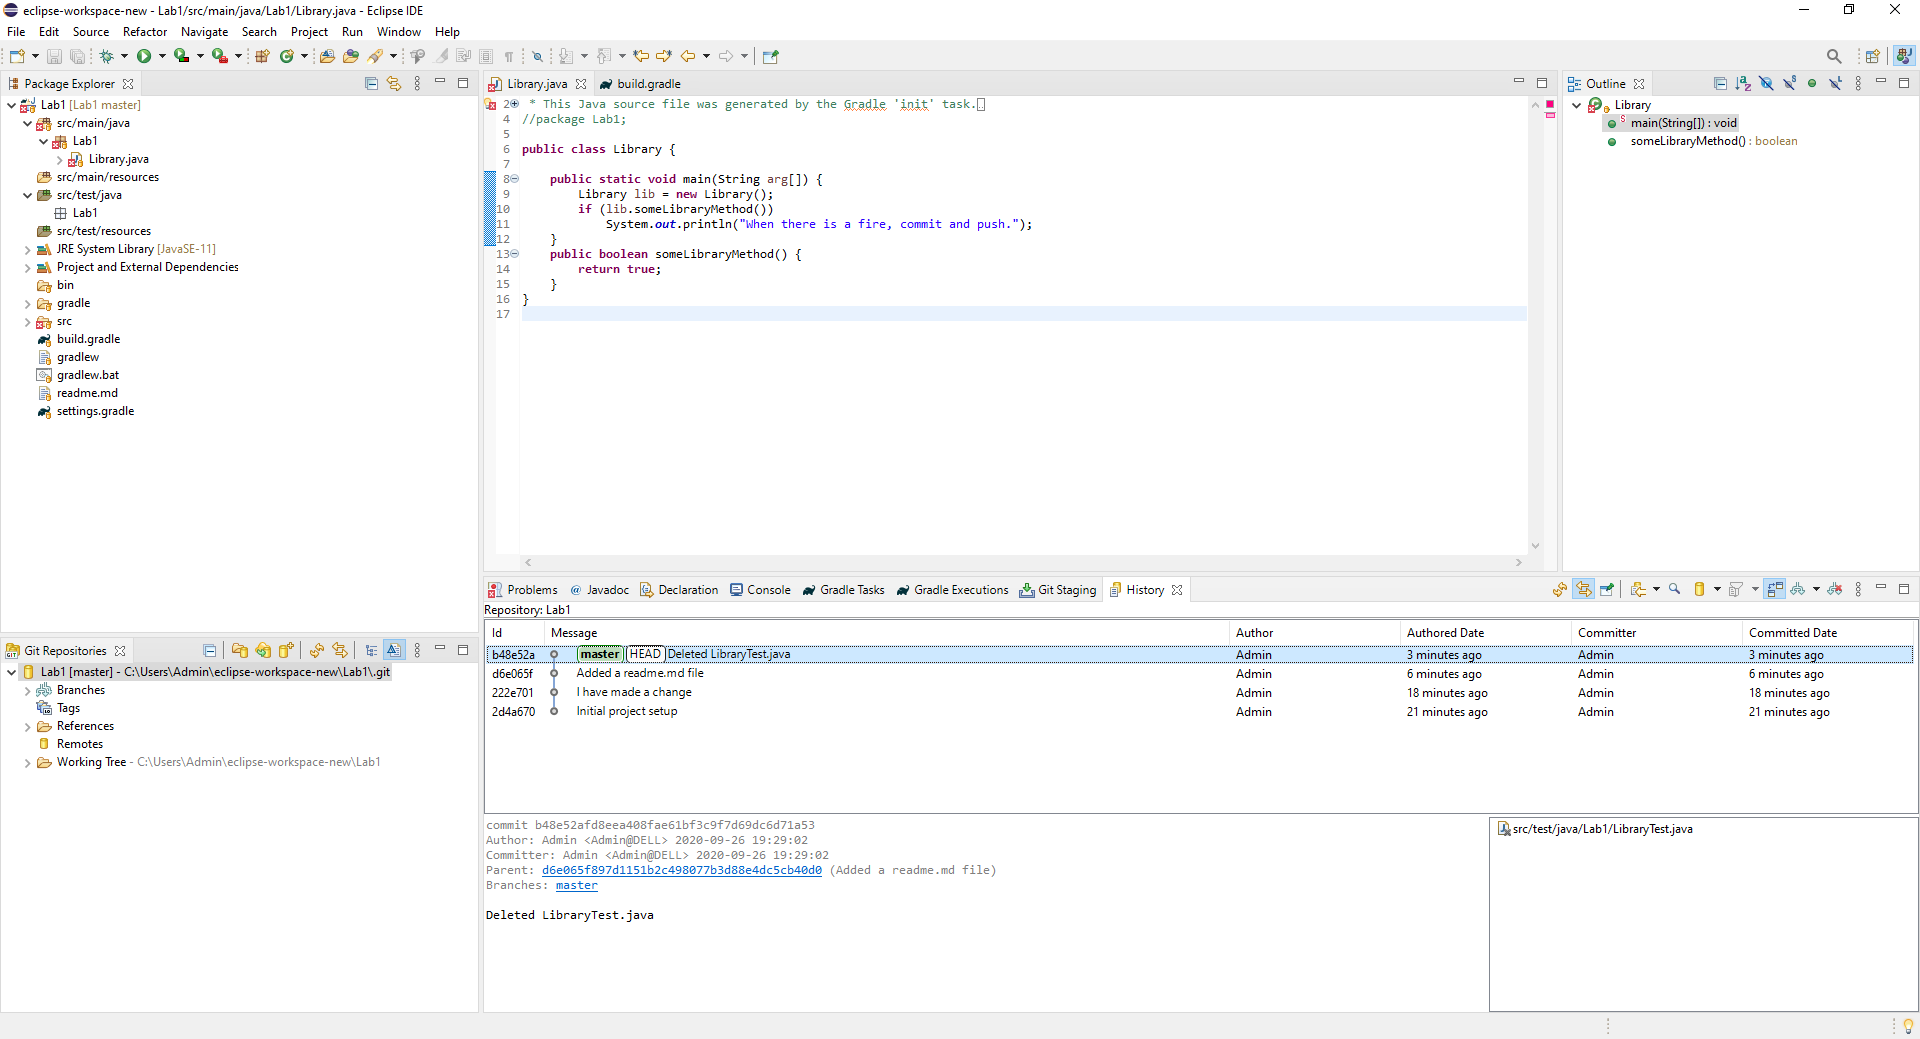 eclipse-workspace-new - Lab1/src/main/java/Lab1/Library.java - Eclipse IDE
File Edit Source Refactor Navigate Search Project Run Window Help
Package Explorer
Lab1 [Lab1 master]
src/main/java
Lab1
Library.java
src/main/resources
src/test/java
Lab1
src/test/resources
JRE System Library [JavaSE-11]
Project and External Dependencies
bin
gradle
src
build.gradle
gradlew
gradlew.bat
readme.md
settings.gradle
Library.java build.gradle
2 * This Java source file was generated by the Gradle 'init' task.
4 //package Lab1;
5
6 public class Library {
7
8 public static void main(String arg[]) {
9 Library lib = new Library();
10 if (lib.someLibraryMethod())
11 System.out.println("When there is a fire, commit and push.");
12 }
13 public boolean someLibraryMethod() {
14 return true;
15 }
16 }
17
Outline
Library
main(String[]) : void
someLibraryMethod() : boolean
Git Repositories
Lab1 [master] - C:\Users\Admin\eclipse-workspace-new\Lab1\.git
Branches
Tags
References
Remotes
Working Tree - C:\Users\Admin\eclipse-workspace-new\Lab1
Problems @ Javadoc Declaration Console Gradle Tasks Gradle Executions Git Staging History
Repository: Lab1
Id Message Author Authored Date Committer Committed Date
b48e52a master HEAD Deleted LibraryTest.java Admin 3 minutes ago Admin 3 minutes ago
d6e065f Added a readme.md file Admin 6 minutes ago Admin 6 minutes ago
222e701 I have made a change Admin 18 minutes ago Admin 18 minutes ago
2d4a670 Initial project setup Admin 21 minutes ago Admin 21 minutes ago
commit b48e52afd8eea408fae61bf3c9f7d69dc6d71a53
Author: Admin <Admin@DELL> 2020-09-26 19:29:02
Committer: Admin <Admin@DELL> 2020-09-26 19:29:02
Parent: d6e065f897d1151b2c498077b3d88e4dc5cb40d0 (Added a readme.md file)
Branches: master
Deleted LibraryTest.java
src/test/java/Lab1/LibraryTest.java